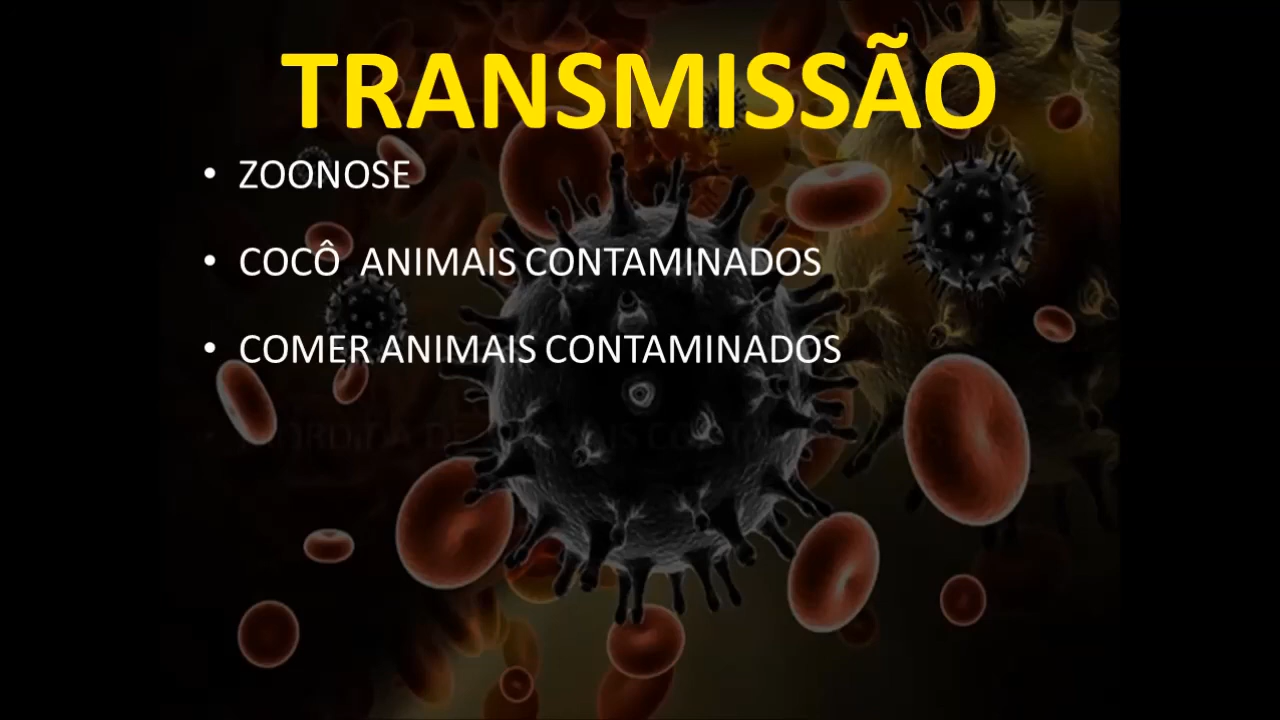 TRANSMISSÃO
• ZOONOSE
• COCÔ ANIMAIS CONTAMINADOS
• COMER ANIMAIS CONTAMINADOS